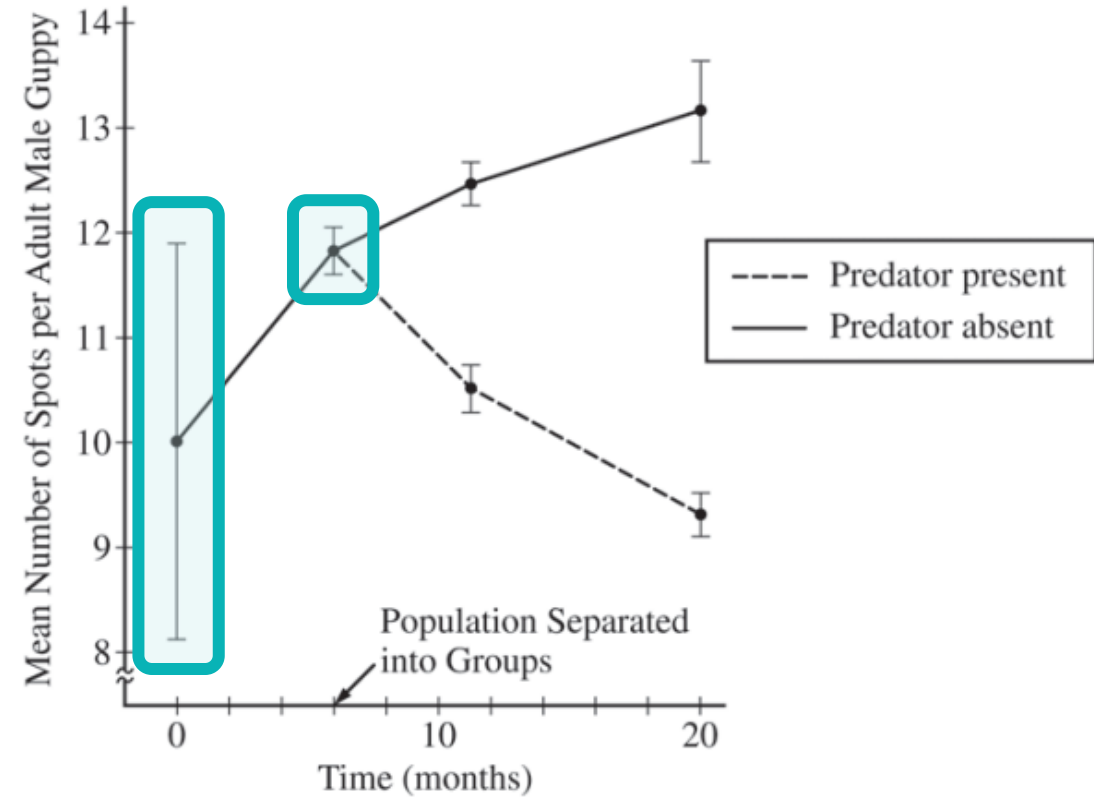 Mean Number of Spots per Adult Male Guppy
14
13
12
11
10
9
8
Predator present
Predator absent
Population Separated
into Groups
0
10
20
Time (months)